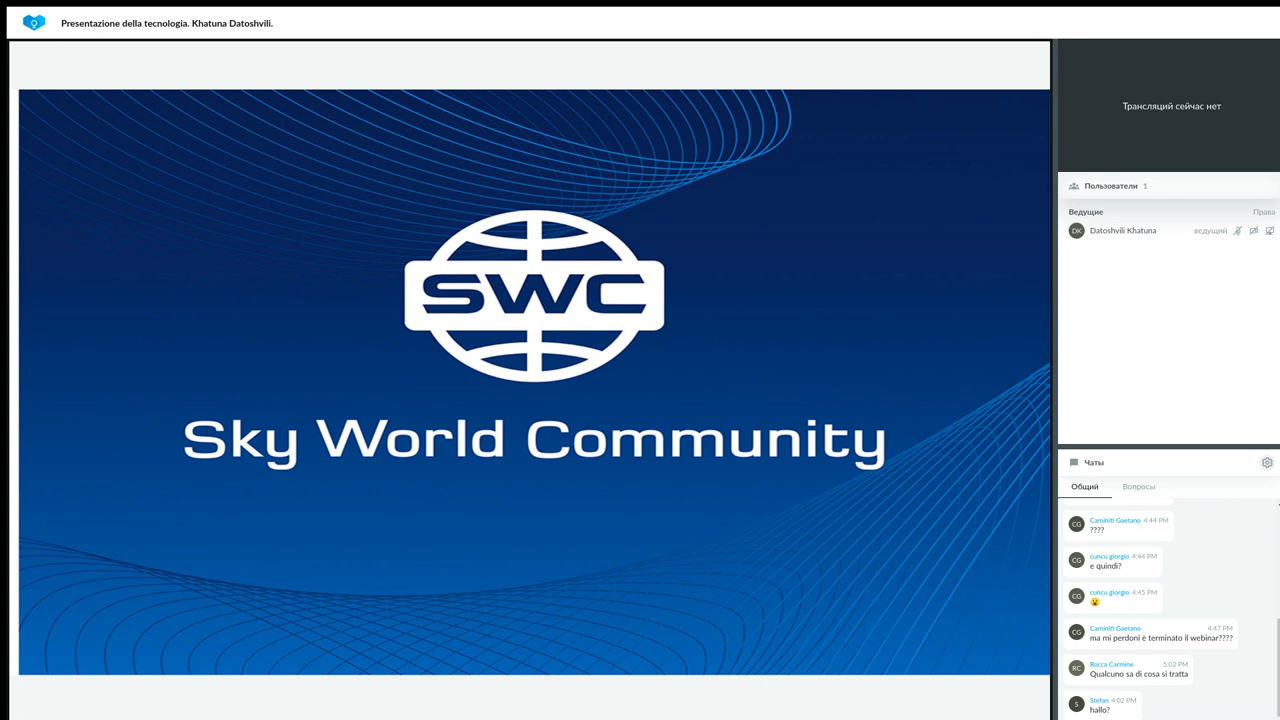 Presentazione della tecnologia. Khatuna Datoshvili.
SWC
Sky World Community
Трансляций сейчас нет
Пользователи 1
Ведущие Права
DK Datoshvili Khatuna ведущий
Чаты
Общий Вопросы
CG Caminiti Gaetano 4:44 PM
????
CG cuncu giorgio 4:44 PM
e quindi?
CG cuncu giorgio 4:45 PM
😮
CG Caminiti Gaetano 4:47 PM
ma mi perdoni è terminato il webinar????
RC Rocca Carmine 5:02 PM
Qualcuno sa di cosa si tratta
S Stefan 4:02 PM
hallo?